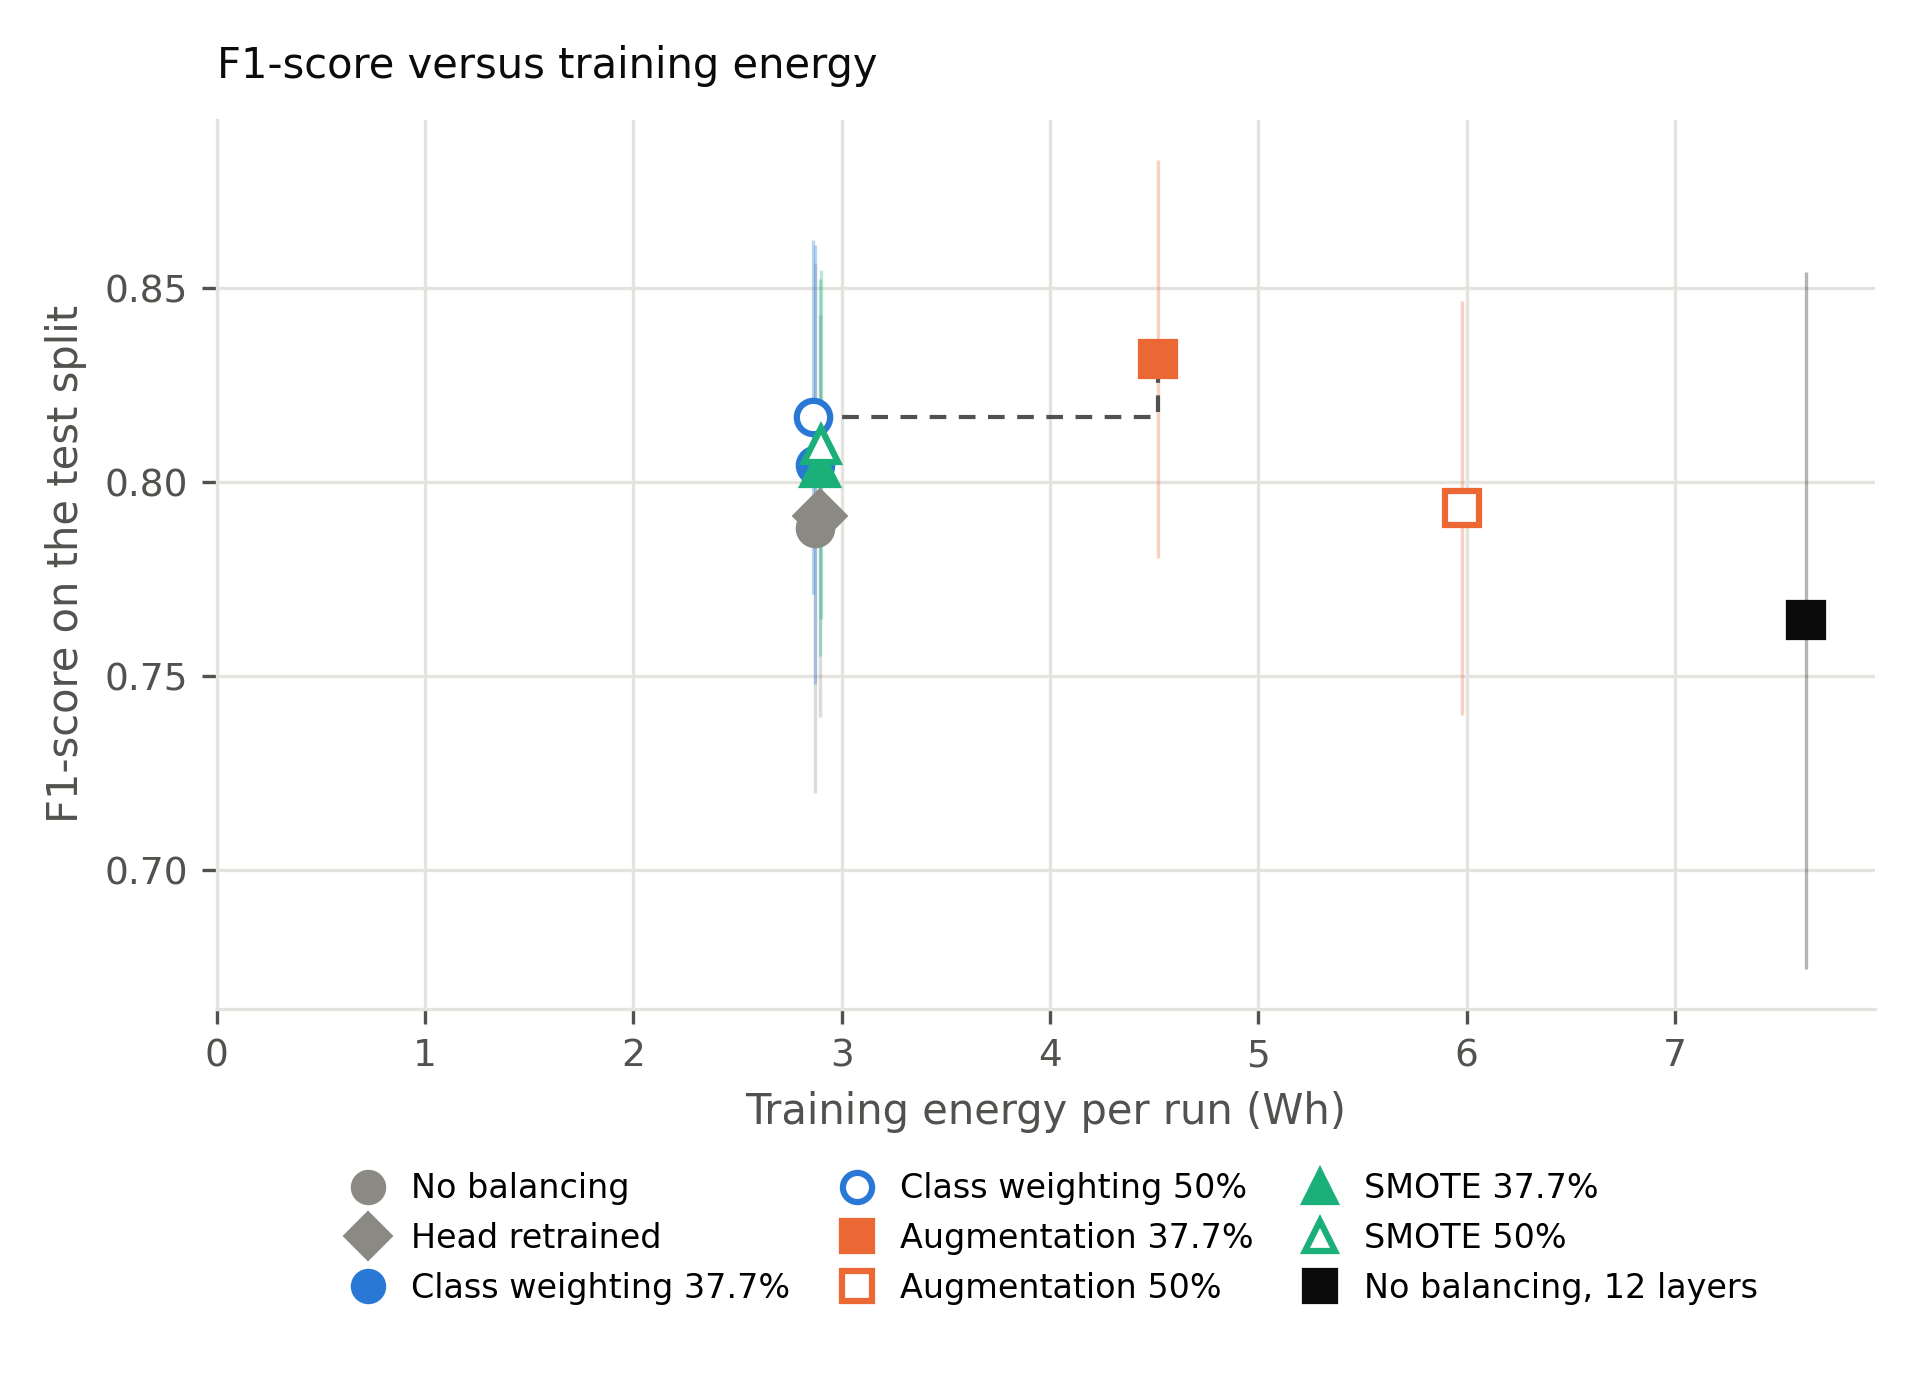 F1-score versus training energy
F1-score on the test split
0.85
0.80
0.75
0.70
0 1 2 3 4 5 6 7
Training energy per run (Wh)
No balancing
Head retrained
Class weighting 37.7%
Class weighting 50%
Augmentation 37.7%
Augmentation 50%
SMOTE 37.7%
SMOTE 50%
No balancing, 12 layers